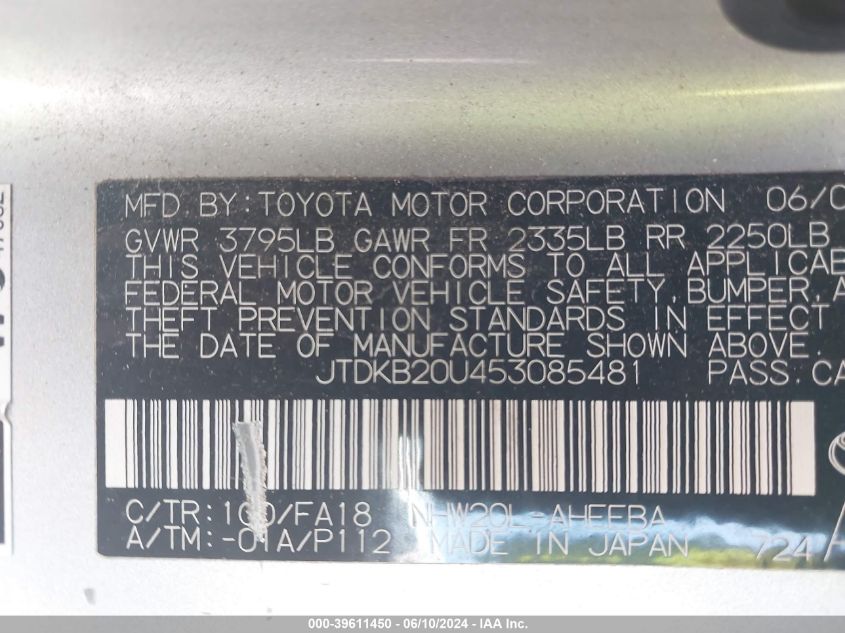 MFD. BY: TOYOTA MOTOR CORPORATION 06/0
GVWR 3795LB GAWR FR 2335LB RR 2250LB
THIS VEHICLE CONFORMS TO ALL APPLICAB
FEDERAL MOTOR VEHICLE SAFETY, BUMPER, A
THEFT PREVENTION STANDARDS IN EFFECT
THE DATE OF MANUFACTURE SHOWN ABOVE.
JTDKB20U453085481 PASS. CA
C/TR: 1C0/FA18 NHW20L-AHEEBA
A/TM: -01A/P112 MADE IN JAPAN 724
000-39611450 - 06/10/2024 - IAA Inc.